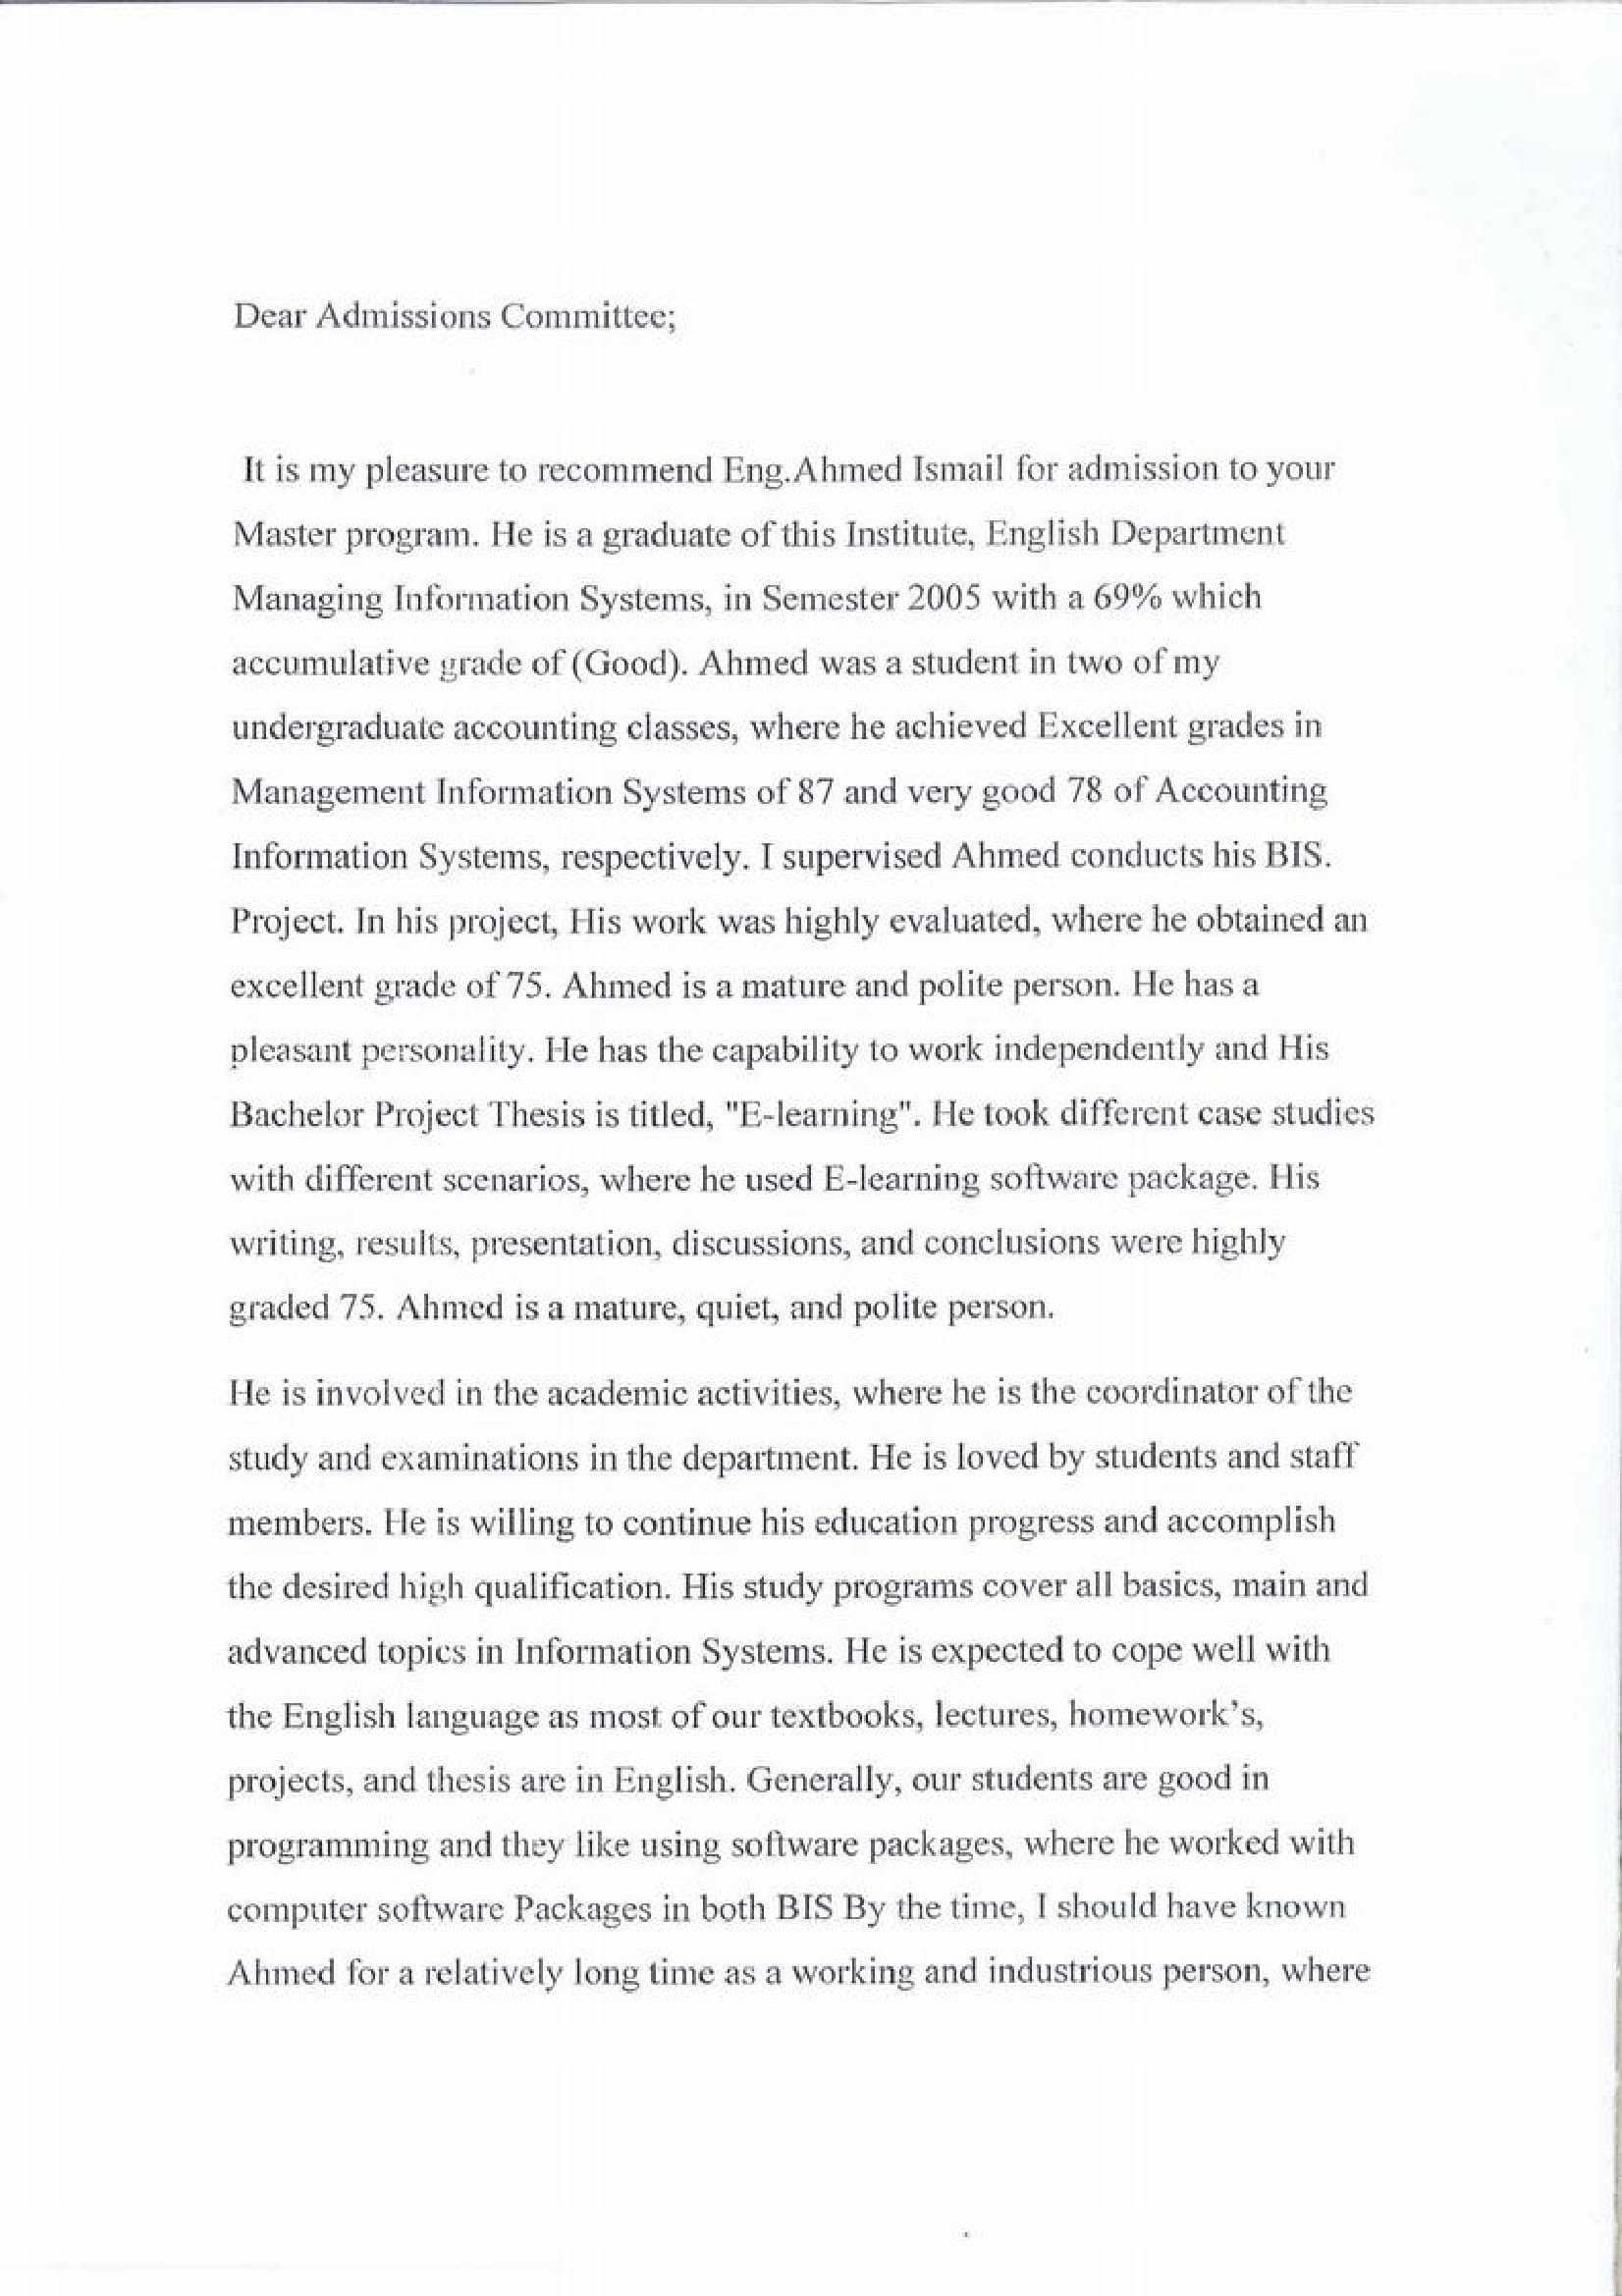 Dear Admissions Committee;
It is my pleasure to recommend Eng.Ahmed Ismail for admission to your
Master program. He is a graduate of this Institute, English Department
Managing Information Systems, in Semester 2005 with a 69% which
accumulative grade of (Good). Ahmed was a student in two of my
undergraduate accounting classes, where he achieved Excellent grades in
Management Information Systems of 87 and very good 78 of Accounting
Information Systems, respectively. I supervised Ahmed conducts his BIS.
Project. In his project, His work was highly evaluated, where he obtained an
excellent grade of 75. Ahmed is a mature and polite person. He has a
pleasant personality. He has the capability to work independently and His
Bachelor Project Thesis is titled, "E-learning". He took different case studies
with different scenarios, where he used E-learning software package. His
writing, results, presentation, discussions, and conclusions were highly
graded 75. Ahmed is a mature, quiet, and polite person.
He is involved in the academic activities, where he is the coordinator of the
study and examinations in the department. He is loved by students and staff
members. He is willing to continue his education progress and accomplish
the desired high qualification. His study programs cover all basics, main and
advanced topics in Information Systems. He is expected to cope well with
the English language as most of our textbooks, lectures, homework's,
projects, and thesis are in English. Generally, our students are good in
programming and they like using software packages, where he worked with
computer software Packages in both BIS By the time, I should have known
Ahmed for a relatively long time as a working and industrious person, where